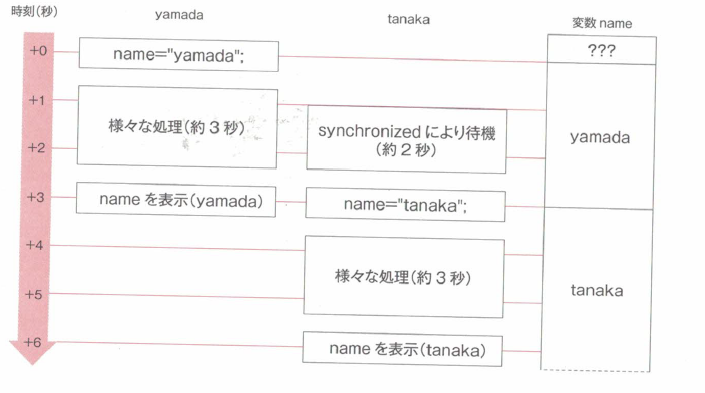 時刻(秒)
yamada
tanaka
変数 name
+0
name="yamada";
???
+1
様々な処理(約3秒)
synchronizedにより待機
(約2秒)
yamada
+2
+3
nameを表示(yamada)
name="tanaka";
+4
様々な処理(約3秒)
tanaka
+5
+6
nameを表示(tanaka)